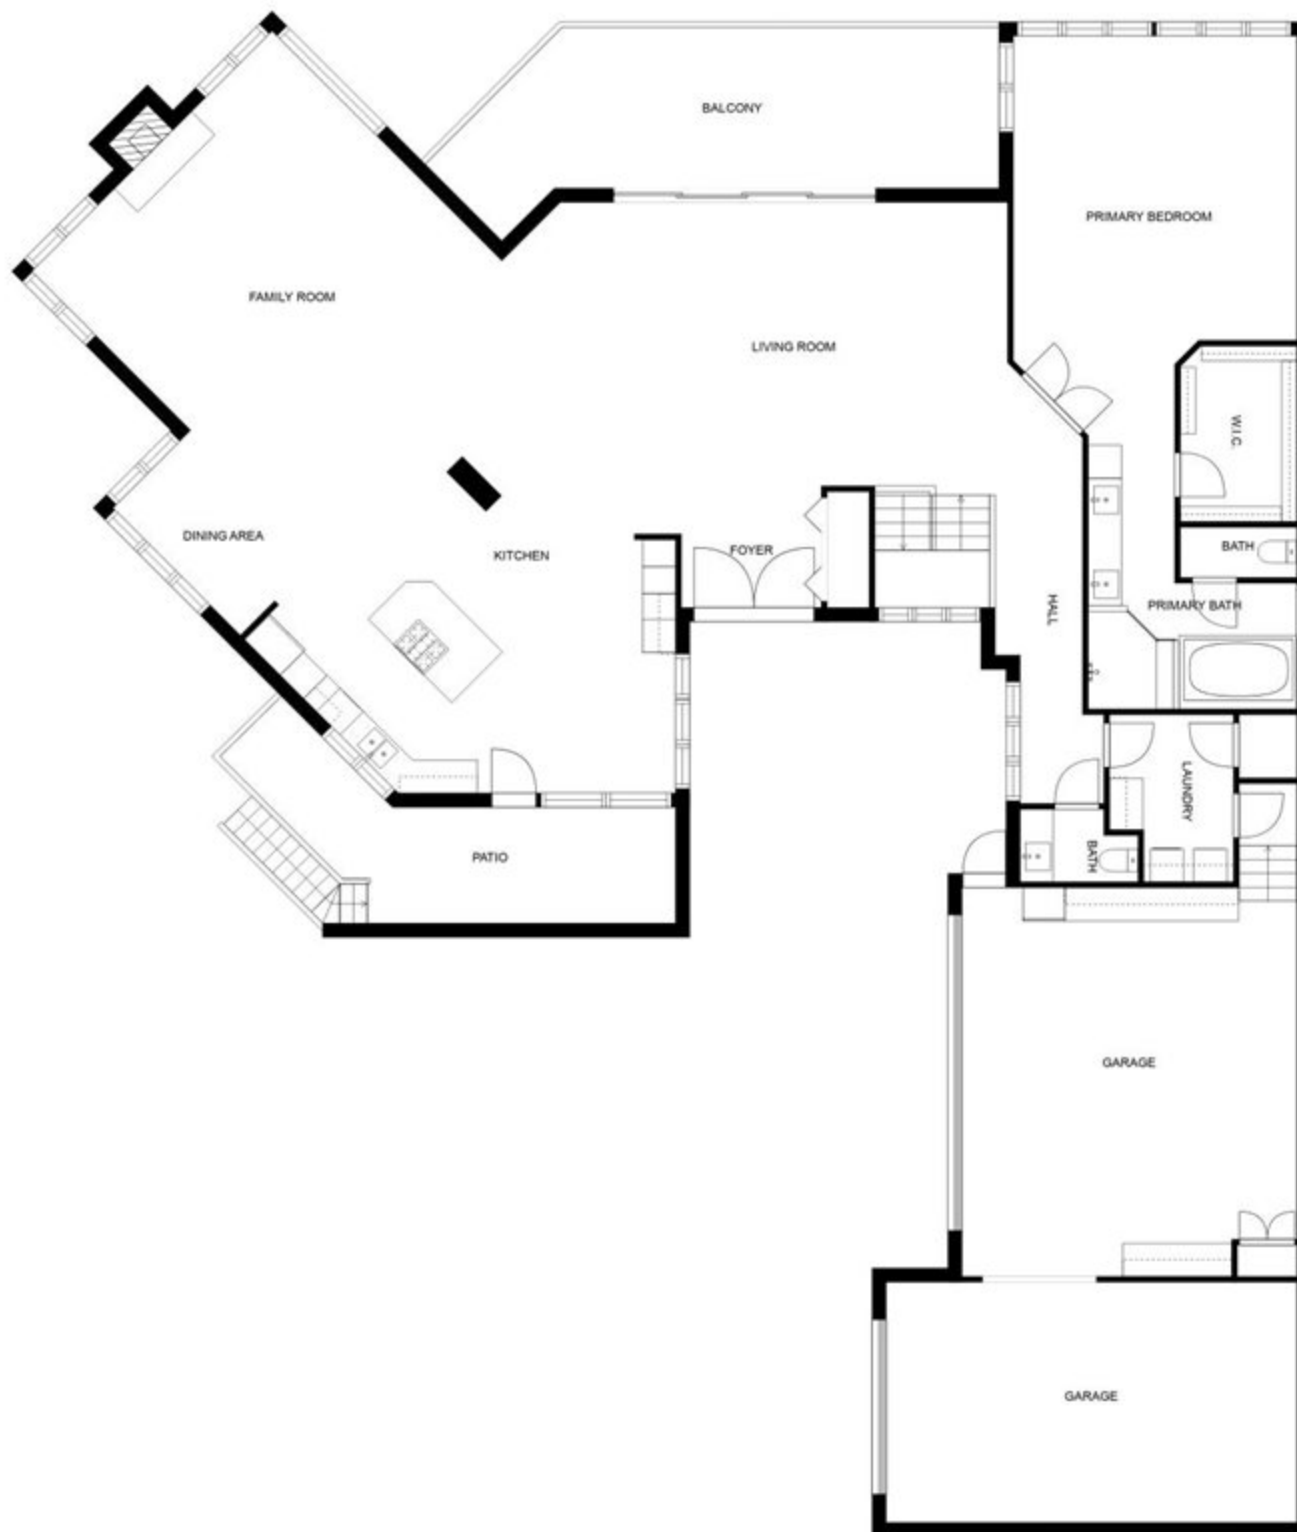 BALCONY
PRIMARY BEDROOM
FAMILY ROOM
LIVING ROOM
W.I.C.
DINING AREA
KITCHEN
FOYER
BATH
HALL
PRIMARY BATH
LAUNDRY
PATIO
BATH
GARAGE
GARAGE